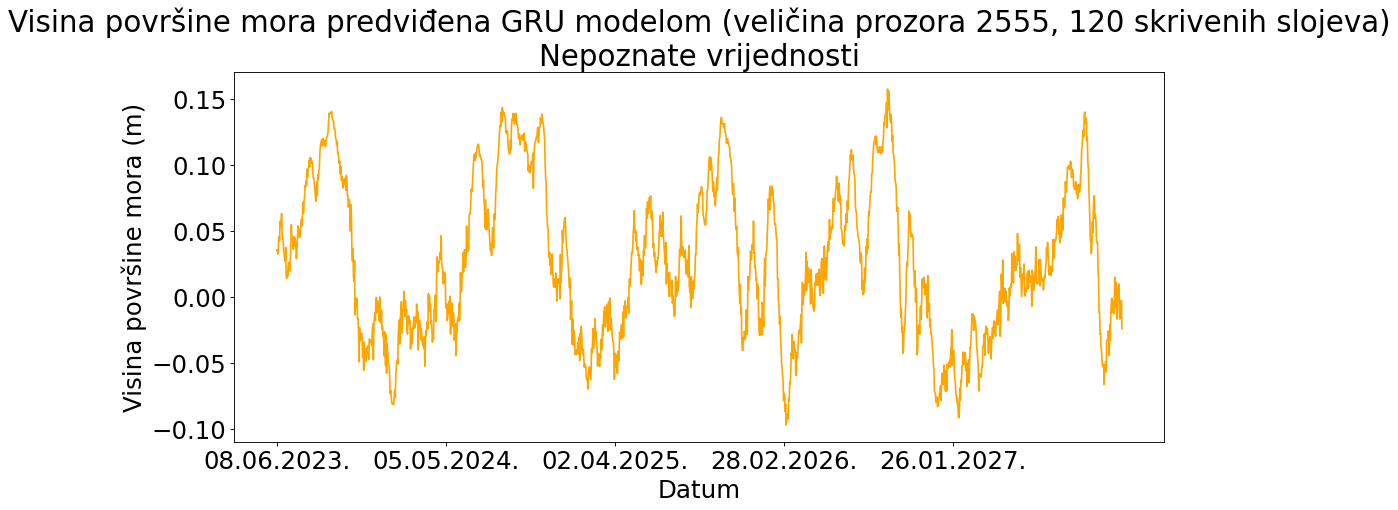 Visina površine mora predviđena GRU modelom (veličina prozora 2555, 120 skrivenih slojeva)
Nepoznate vrijednosti
Visina površine mora (m)
0.15
0.10
0.05
0.00
−0.05
−0.10
08.06.2023.
05.05.2024.
02.04.2025.
28.02.2026.
26.01.2027.
Datum